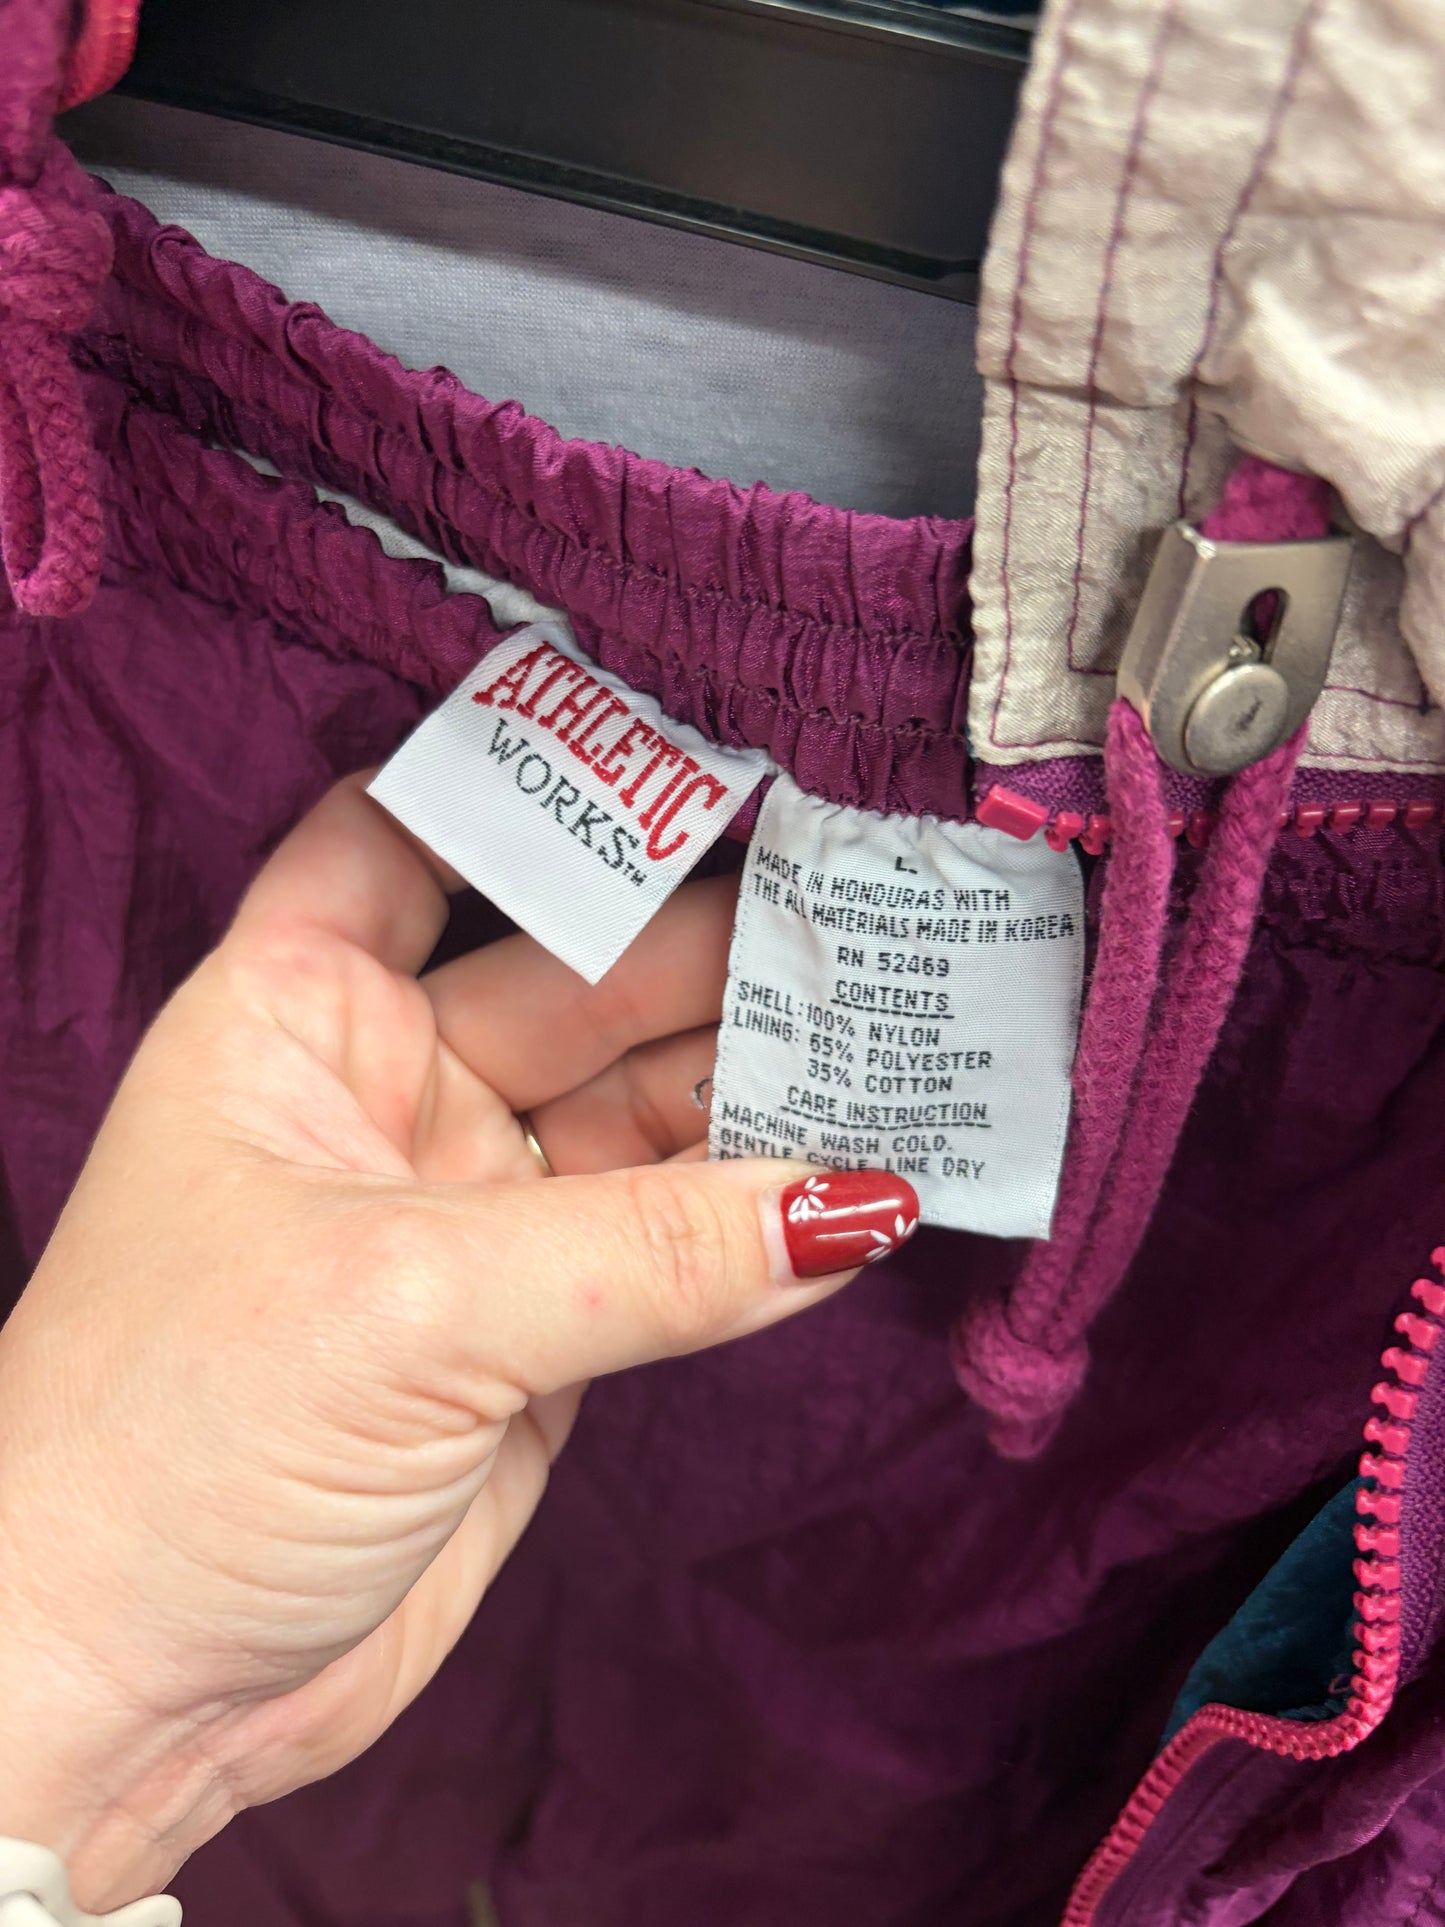 ATHLETIC
WORKS™
L.
MADE IN HONDURAS WITH
THE ALL MATERIALS MADE IN KOREA
RN 52469
CONTENTS
SHELL: 100% NYLON
LINING: 65% POLYESTER
35% COTTON
CARE INSTRUCTION
MACHINE WASH COLD.
GENTLE CYCLE LINE DRY